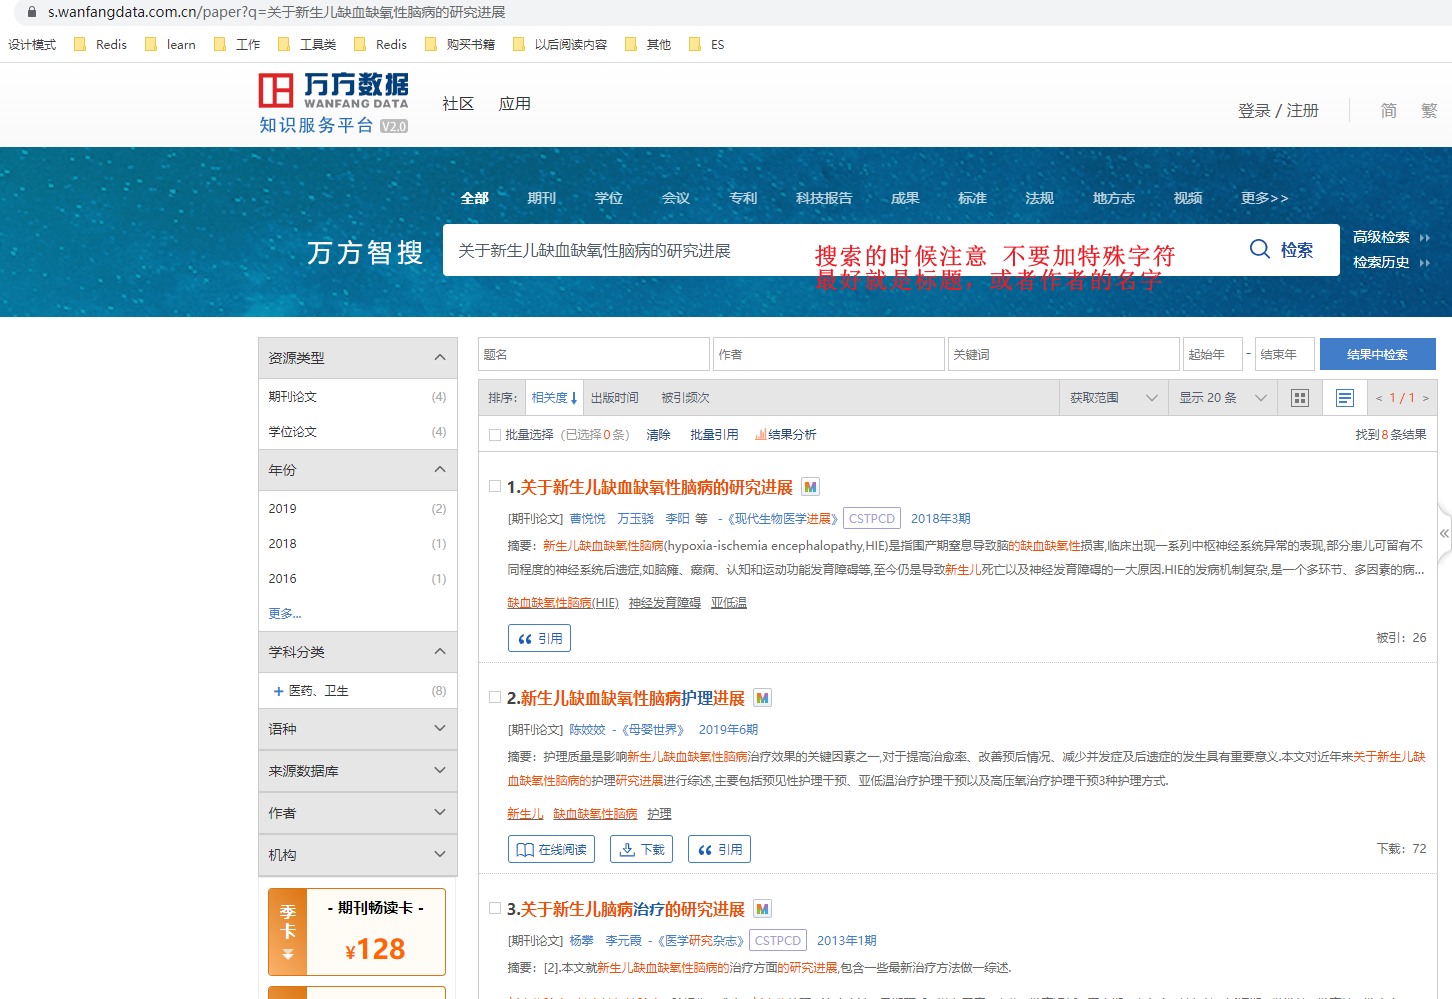 s.wanfangdata.com.cn/paper?q=关于新生儿缺血缺氧性脑病的研究进展
设计模式 Redis learn 工作 工具类 Redis 购买书籍 以后阅读内容 其他 ES
万方数据
WANFANG DATA
知识服务平台 V2.0
社区 应用
登录 / 注册 简 繁
全部 期刊 学位 会议 专利 科技报告 成果 标准 法规 地方志 视频 更多>>
万方智搜
关于新生儿缺血缺氧性脑病的研究进展
检索
高级检索
检索历史
搜索的时候注意 不要加特殊字符
最好就是标题，或者作者的名字
资源类型
期刊论文 (4)
学位论文 (4)
年份
2019 (2)
2018 (1)
2016 (1)
更多...
学科分类
+ 医药、卫生 (8)
语种
来源数据库
作者
机构
季卡
- 期刊畅读卡 -
¥128
题名 作者 关键词 起始年 - 结束年 结果中检索
排序: 相关度 出版时间 被引频次 获取范围 显示 20 条 < 1 / 1 >
批量选择 (已选择0条) 清除 批量引用 结果分析 找到8条结果
1.关于新生儿缺血缺氧性脑病的研究进展 M
[期刊论文] 曹悦悦 万玉骁 李阳 等 -《现代生物医学进展》 CSTPCD 2018年3期
摘要：新生儿缺血缺氧性脑病(hypoxia-ischemia encephalopathy,HIE)是指围产期窒息导致脑的缺血缺氧性损害,临床出现一系列中枢神经系统异常的表现,部分患儿可留有不
同程度的神经系统后遗症,如脑瘫、癫痫、认知和运动功能发育障碍等,至今仍是导致新生儿死亡以及神经发育障碍的一大原因.HIE的发病机制复杂,是一个多环节、多因素的病...
缺血缺氧性脑病(HIE) 神经发育障碍 亚低温
引用 被引：26
2.新生儿缺血缺氧性脑病护理进展 M
[期刊论文] 陈姣姣 -《母婴世界》 2019年6期
摘要：护理质量是影响新生儿缺血缺氧性脑病治疗效果的关键因素之一,对于提高治愈率、改善预后情况、减少并发症及后遗症的发生具有重要意义.本文对近年来关于新生儿缺
血缺氧性脑病的护理研究进展进行综述,主要包括预见性护理干预、亚低温治疗护理干预以及高压氧治疗护理干预3种护理方式.
新生儿 缺血缺氧性脑病 护理
在线阅读 下载 引用 下载：72
3.关于新生儿脑病治疗的研究进展 M
[期刊论文] 杨攀 李元霞 -《医学研究杂志》 CSTPCD 2013年1期
摘要：[2].本文就新生儿缺血缺氧性脑病的治疗方面的研究进展,包含一些最新治疗方法做一综述.